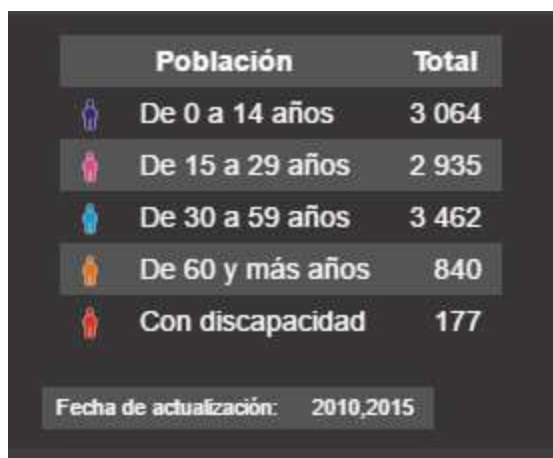 Población Total
De 0 a 14 años 3 064
De 15 a 29 años 2 935
De 30 a 59 años 3 462
De 60 y más años 840
Con discapacidad 177
Fecha de actualización: 2010,2015